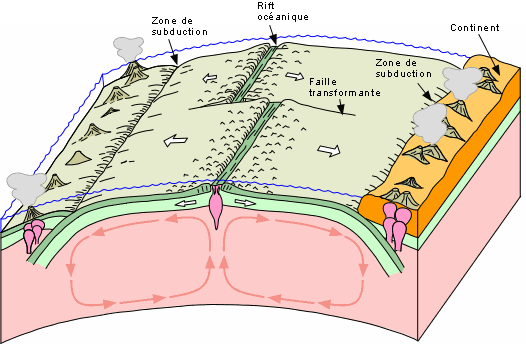 Rift
océanique
Zone de
subduction
Continent
Zone de
subduction
Faille
transformante